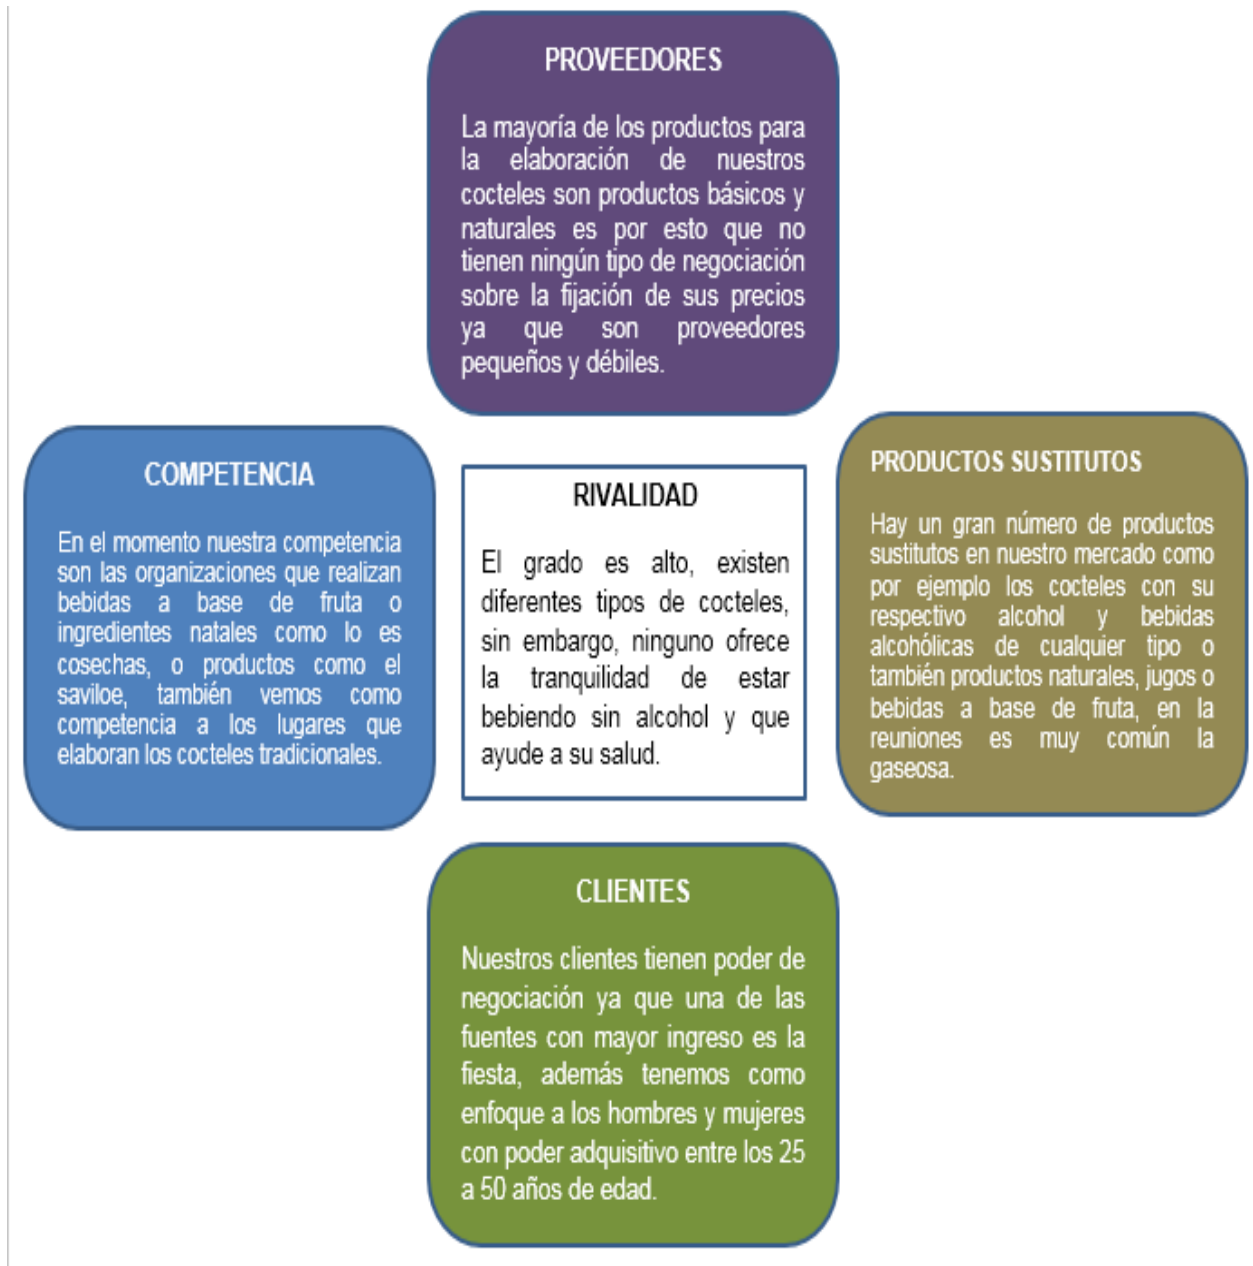 PROVEEDORES
La mayoría de los productos para
la elaboración de nuestros
cocteles son productos básicos y
naturales es por esto que no
tienen ningún tipo de negociación
sobre la fijación de sus precios
ya que son proveedores
pequeños y débiles.
COMPETENCIA
En el momento nuestra competencia
son las organizaciones que realizan
bebidas a base de fruta o
ingredientes natales como lo es
cosechas, o productos como el
saviloe, también vemos como
competencia a los lugares que
elaboran los cocteles tradicionales.
RIVALIDAD
El grado es alto, existen
diferentes tipos de cocteles,
sin embargo, ninguno ofrece
la tranquilidad de estar
bebiendo sin alcohol y que
ayude a su salud.
PRODUCTOS SUSTITUTOS
Hay un gran número de productos
sustitutos en nuestro mercado como
por ejemplo los cocteles con su
respectivo alcohol y bebidas
alcohólicas de cualquier tipo o
también productos naturales, jugos o
bebidas a base de fruta, en la
reuniones es muy común la
gaseosa.
CLIENTES
Nuestros clientes tienen poder de
negociación ya que una de las
fuentes con mayor ingreso es la
fiesta, además tenemos como
enfoque a los hombres y mujeres
con poder adquisitivo entre los 25
a 50 años de edad.